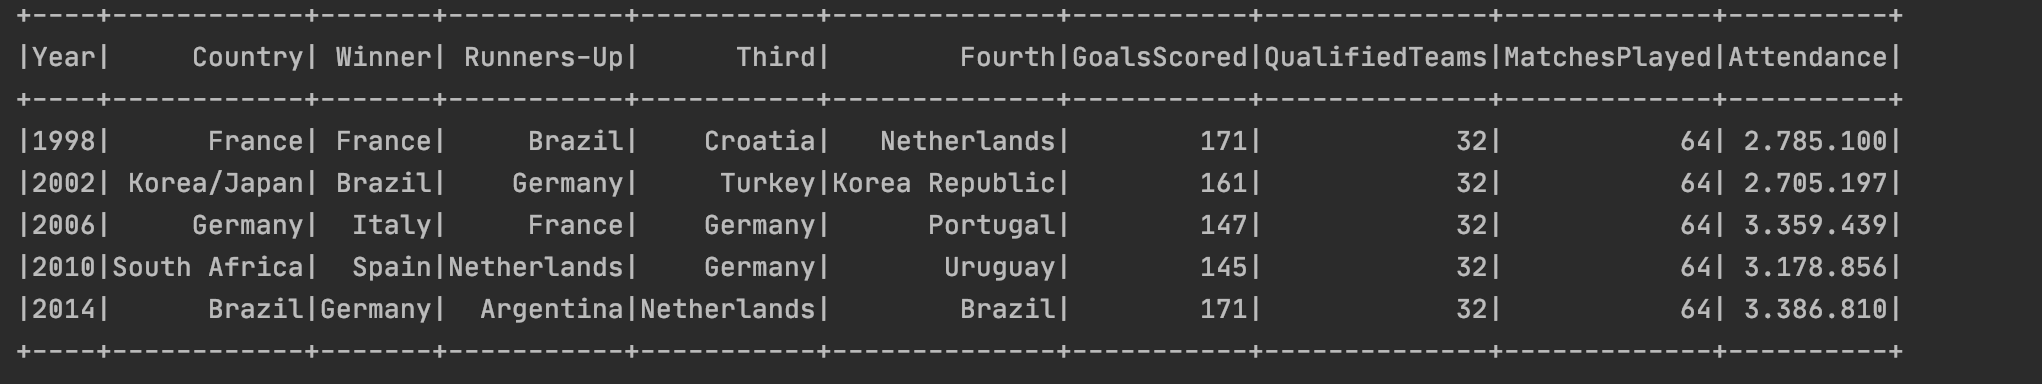 +----+------------+-------+-----------+-----------+--------------+-----------+--------------+-------------+----------+
|Year|     Country| Winner| Runners-Up|      Third|        Fourth|GoalsScored|QualifiedTeams|MatchesPlayed|Attendance|
+----+------------+-------+-----------+-----------+--------------+-----------+--------------+-------------+----------+
|1998|      France| France|     Brazil|    Croatia|   Netherlands|        171|            32|           64| 2.785.100|
|2002| Korea/Japan| Brazil|    Germany|     Turkey|Korea Republic|        161|            32|           64| 2.705.197|
|2006|     Germany|  Italy|     France|    Germany|      Portugal|        147|            32|           64| 3.359.439|
|2010|South Africa|  Spain|Netherlands|    Germany|       Uruguay|        145|            32|           64| 3.178.856|
|2014|      Brazil|Germany|  Argentina|Netherlands|        Brazil|        171|            32|           64| 3.386.810|
+----+------------+-------+-----------+-----------+--------------+-----------+--------------+-------------+----------+